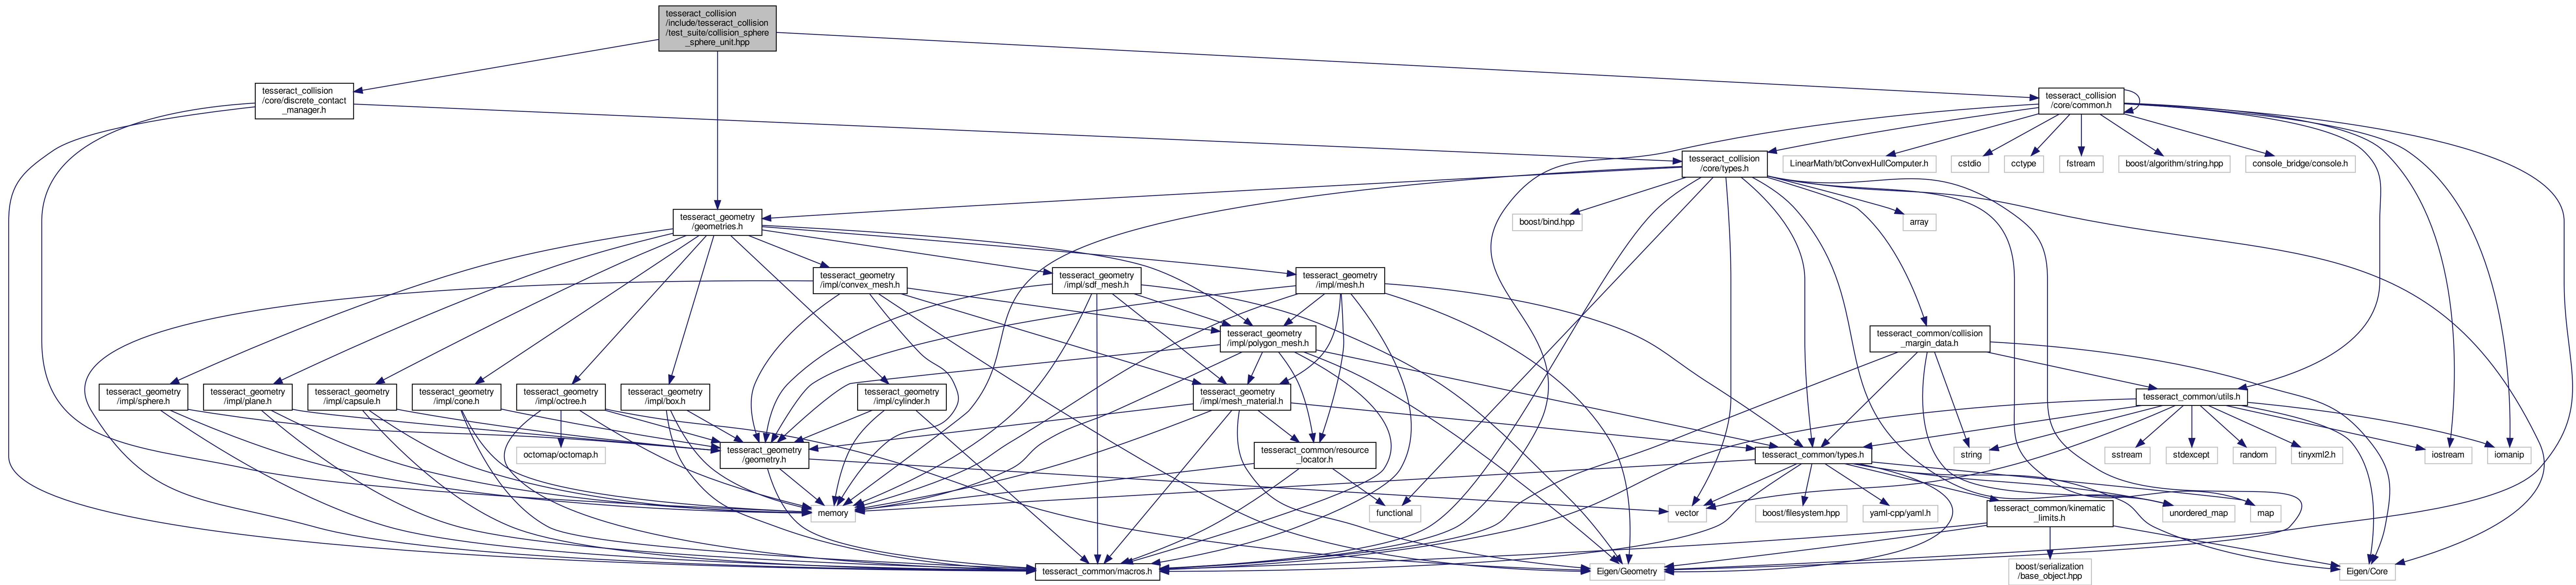 tesseract_collision
/include/tesseract_collision
/test_suite/collision_sphere
_sphere_unit.hpp
tesseract_collision
/core/discrete_contact
_manager.h
tesseract_collision
/core/common.h
tesseract_collision
/core/types.h
LinearMath/btConvexHullComputer.h
cstdio
cctype
fstream
boost/algorithm/string.hpp
console_bridge/console.h
tesseract_geometry
/geometries.h
boost/bind.hpp
array
tesseract_geometry
/impl/convex_mesh.h
tesseract_geometry
/impl/sdf_mesh.h
tesseract_geometry
/impl/mesh.h
tesseract_geometry
/impl/polygon_mesh.h
tesseract_common/collision
_margin_data.h
tesseract_geometry
/impl/sphere.h
tesseract_geometry
/impl/plane.h
tesseract_geometry
/impl/capsule.h
tesseract_geometry
/impl/cone.h
tesseract_geometry
/impl/octree.h
tesseract_geometry
/impl/box.h
tesseract_geometry
/impl/cylinder.h
tesseract_geometry
/impl/mesh_material.h
tesseract_common/utils.h
octomap/octomap.h
tesseract_geometry
/geometry.h
tesseract_common/resource
_locator.h
tesseract_common/types.h
string
sstream
stdexcept
random
tinyxml2.h
iostream
iomanip
memory
functional
vector
boost/filesystem.hpp
yaml-cpp/yaml.h
tesseract_common/kinematic
_limits.h
unordered_map
map
tesseract_common/macros.h
Eigen/Geometry
boost/serialization
/base_object.hpp
Eigen/Core